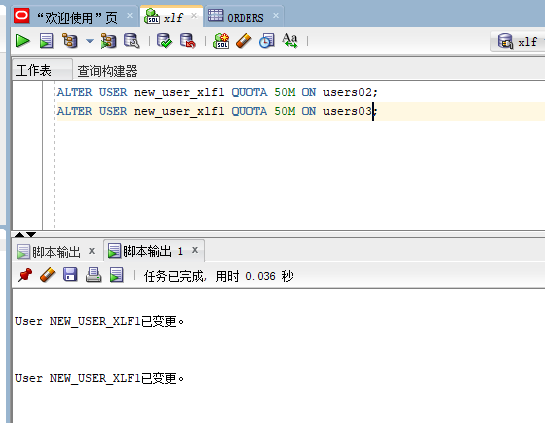 “欢迎使用”页 xlf ORDERS
xlf
工作表 查询构建器
ALTER USER new_user_xlf1 QUOTA 50M ON users02;
ALTER USER new_user_xlf1 QUOTA 50M ON users03;
脚本输出 x 脚本输出 1 x
任务已完成, 用时 0.036 秒
User NEW_USER_XLF1已变更。
User NEW_USER_XLF1已变更。